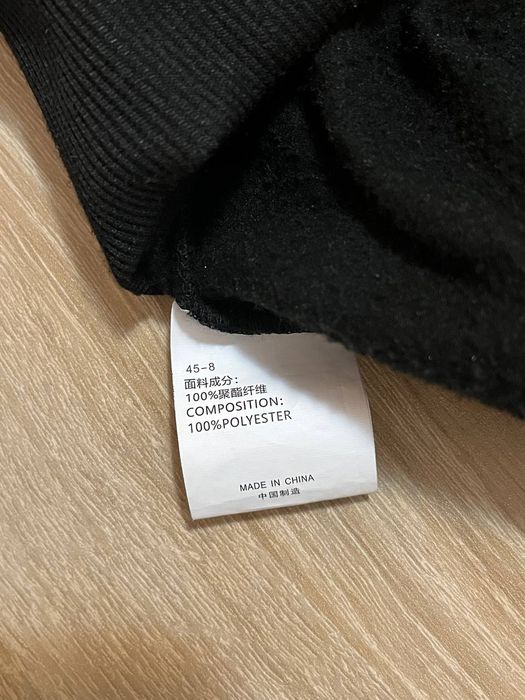 45-8
面料成分：
100%聚酯纤维
COMPOSITION:
100%POLYESTER
MADE IN CHINA
中国制造